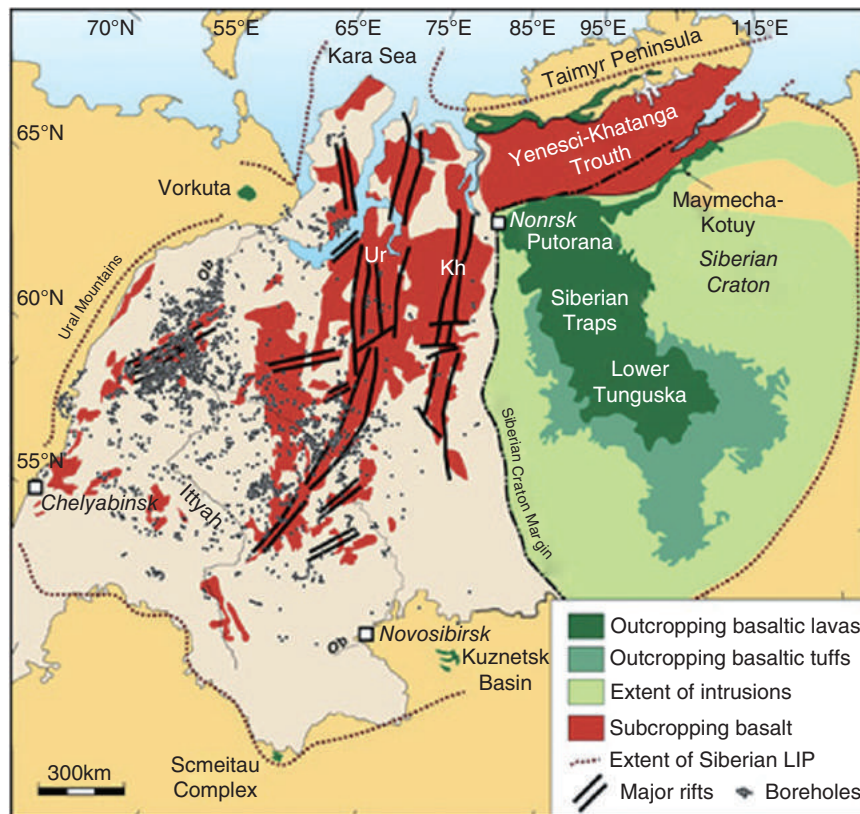 70°N 55°E 65°E 75°E 85°E 95°E 115°E
Kara Sea
Taimyr Peninsula
65°N
Yenesci-Khatanga
Trouth
Vorkuta
Maymecha-
Kotuy
Nonrsk
Putorana
Siberian
Craton
Ur
Kh
Ob
Ural Mountains
60°N
Siberian
Traps
Lower
Tunguska
55°N
Siberian Craton Margin
Chelyabinsk
Ittyah
Novosibirsk
Ob
Kuznetsk
Basin
Scmeitau
Complex
300km
Outcropping basaltic lavas
Outcropping basaltic tuffs
Extent of intrusions
Subcropping basalt
Extent of Siberian LIP
Major rifts
Boreholes